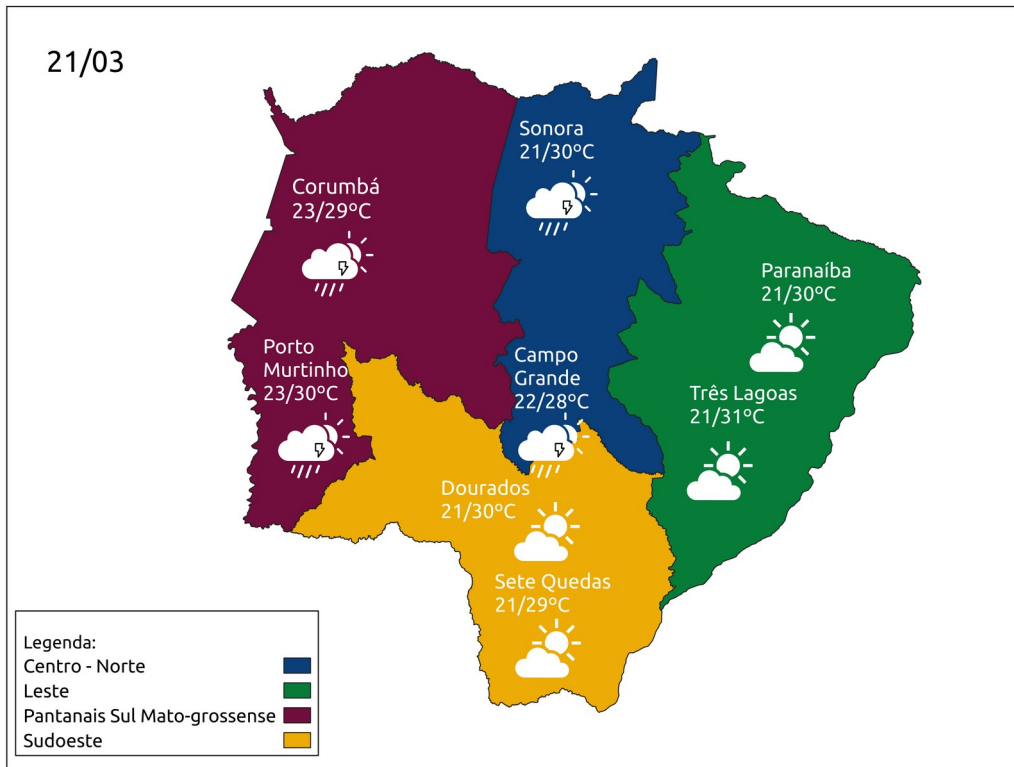 21/03
Sonora
21/30ºC
Corumbá
23/29ºC
Paranaíba
21/30ºC
Porto
Murtinho
23/30ºC
Campo
Grande
22/28ºC
Três Lagoas
21/31ºC
Dourados
21/30ºC
Sete Quedas
21/29ºC
Legenda:
Centro - Norte
Leste
Pantanais Sul Mato-grossense
Sudoeste